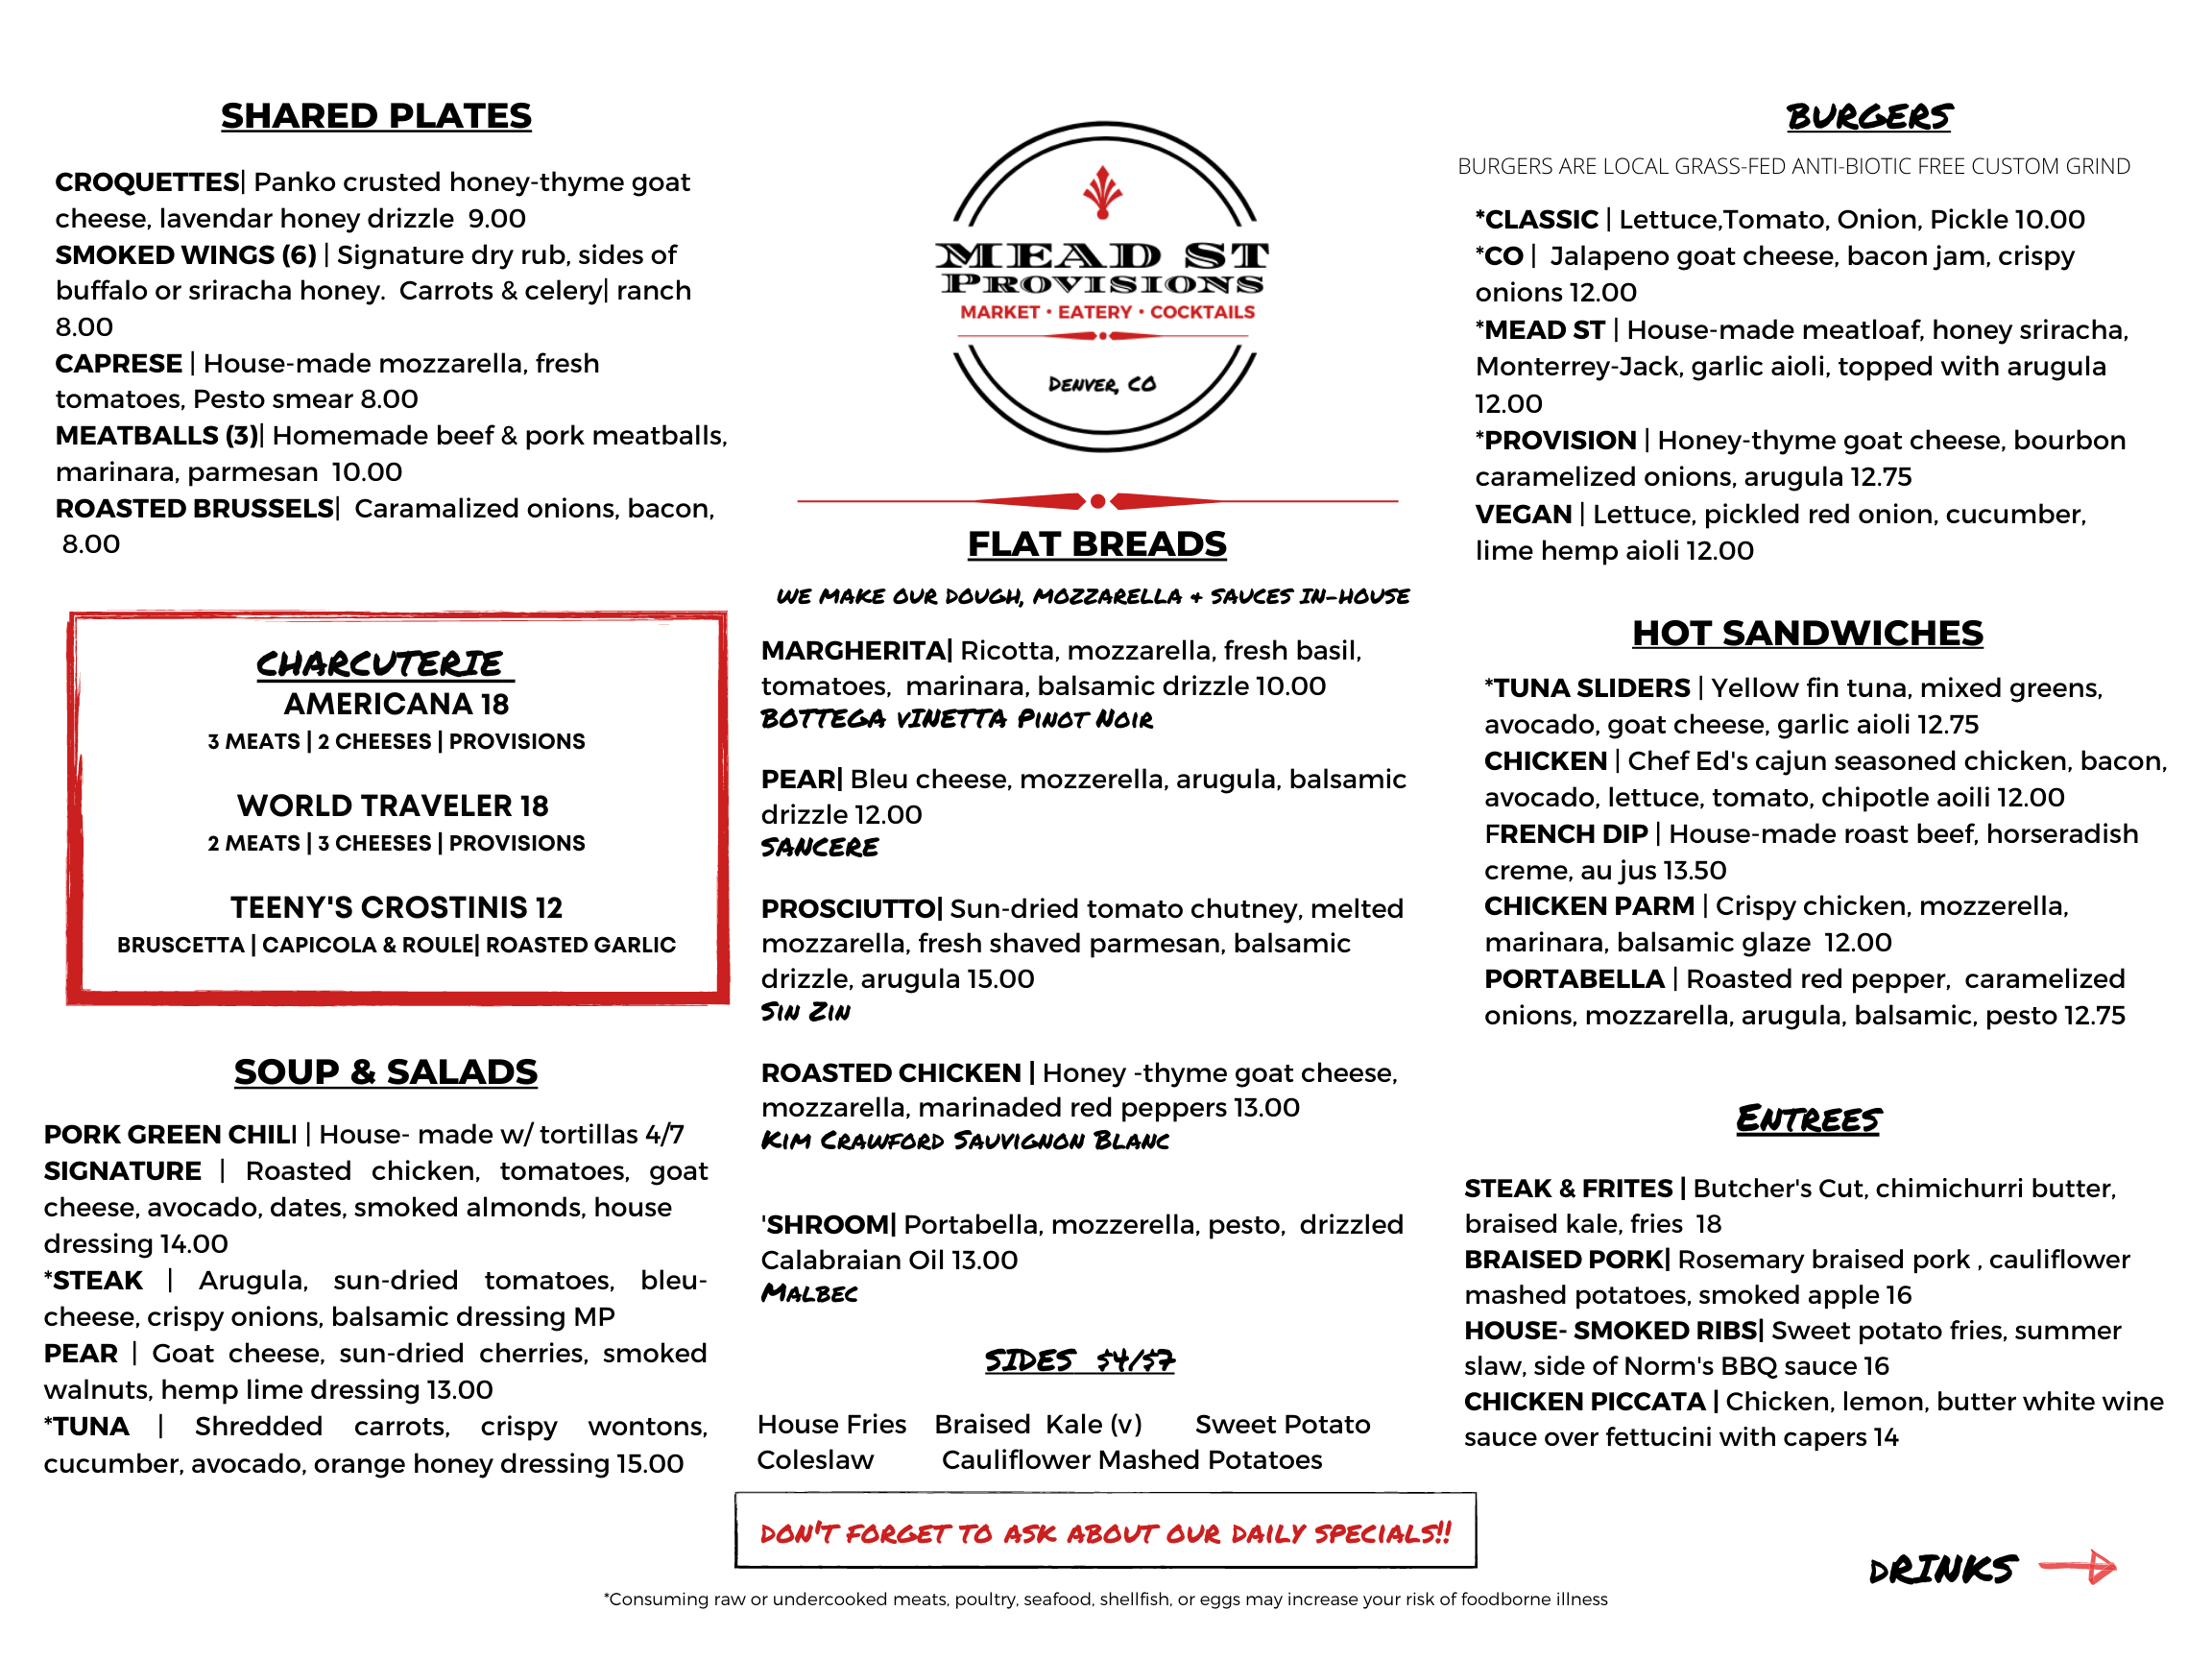 SHARED PLATES
CROQUETTES| Panko crusted honey-thyme goat
cheese, lavendar honey drizzle 9.00
SMOKED WINGS (6) | Signature dry rub, sides of
buffalo or sriracha honey. Carrots & celery| ranch
8.00
CAPRESE | House-made mozzarella, fresh
tomatoes, Pesto smear 8.00
MEATBALLS (3)| Homemade beef & pork meatballs,
marinara, parmesan 10.00
ROASTED BRUSSELS| Caramalized onions, bacon,
8.00
CHARCUTERIE
AMERICANA 18
3 MEATS | 2 CHEESES | PROVISIONS
WORLD TRAVELER 18
2 MEATS | 3 CHEESES | PROVISIONS
TEENY'S CROSTINIS 12
BRUSCETTA | CAPICOLA & ROULE| ROASTED GARLIC
SOUP & SALADS
PORK GREEN CHILI | House- made w/ tortillas 4/7
SIGNATURE | Roasted chicken, tomatoes, goat
cheese, avocado, dates, smoked almonds, house
dressing 14.00
*STEAK | Arugula, sun-dried tomatoes, bleu-
cheese, crispy onions, balsamic dressing MP
PEAR | Goat cheese, sun-dried cherries, smoked
walnuts, hemp lime dressing 13.00
*TUNA | Shredded carrots, crispy wontons,
cucumber, avocado, orange honey dressing 15.00
MEAD ST
PROVISIONS
MARKET • EATERY • COCKTAILS
DENVER, CO
FLAT BREADS
WE MAKE OUR DOUGH, MOZZARELLA + SAUCES IN-HOUSE
MARGHERITA| Ricotta, mozzarella, fresh basil,
tomatoes, marinara, balsamic drizzle 10.00
BOTTEGA VINETTA PINOT NOIR
PEAR| Bleu cheese, mozzerella, arugula, balsamic
drizzle 12.00
SANCERE
PROSCIUTTO| Sun-dried tomato chutney, melted
mozzarella, fresh shaved parmesan, balsamic
drizzle, arugula 15.00
SIN ZIN
ROASTED CHICKEN | Honey -thyme goat cheese,
mozzarella, marinaded red peppers 13.00
KIM CRAWFORD SAUVIGNON BLANC
'SHROOM| Portabella, mozzerella, pesto, drizzled
Calabraian Oil 13.00
MALBEC
SIDES $4/$7
House Fries Braised Kale (v) Sweet Potato
Coleslaw Cauliflower Mashed Potatoes
DON'T FORGET TO ASK ABOUT OUR DAILY SPECIALS!!
BURGERS
BURGERS ARE LOCAL GRASS-FED ANTI-BIOTIC FREE CUSTOM GRIND
*CLASSIC | Lettuce,Tomato, Onion, Pickle 10.00
*CO | Jalapeno goat cheese, bacon jam, crispy
onions 12.00
*MEAD ST | House-made meatloaf, honey sriracha,
Monterrey-Jack, garlic aioli, topped with arugula
12.00
*PROVISION | Honey-thyme goat cheese, bourbon
caramelized onions, arugula 12.75
VEGAN | Lettuce, pickled red onion, cucumber,
lime hemp aioli 12.00
HOT SANDWICHES
*TUNA SLIDERS | Yellow fin tuna, mixed greens,
avocado, goat cheese, garlic aioli 12.75
CHICKEN | Chef Ed's cajun seasoned chicken, bacon,
avocado, lettuce, tomato, chipotle aoili 12.00
FRENCH DIP | House-made roast beef, horseradish
creme, au jus 13.50
CHICKEN PARM | Crispy chicken, mozzerella,
marinara, balsamic glaze 12.00
PORTABELLA | Roasted red pepper, caramelized
onions, mozzarella, arugula, balsamic, pesto 12.75
ENTREES
STEAK & FRITES | Butcher's Cut, chimichurri butter,
braised kale, fries 18
BRAISED PORK| Rosemary braised pork , cauliflower
mashed potatoes, smoked apple 16
HOUSE- SMOKED RIBS| Sweet potato fries, summer
slaw, side of Norm's BBQ sauce 16
CHICKEN PICCATA | Chicken, lemon, butter white wine
sauce over fettucini with capers 14
DRINKS
*Consuming raw or undercooked meats, poultry, seafood, shellfish, or eggs may increase your risk of foodborne illness